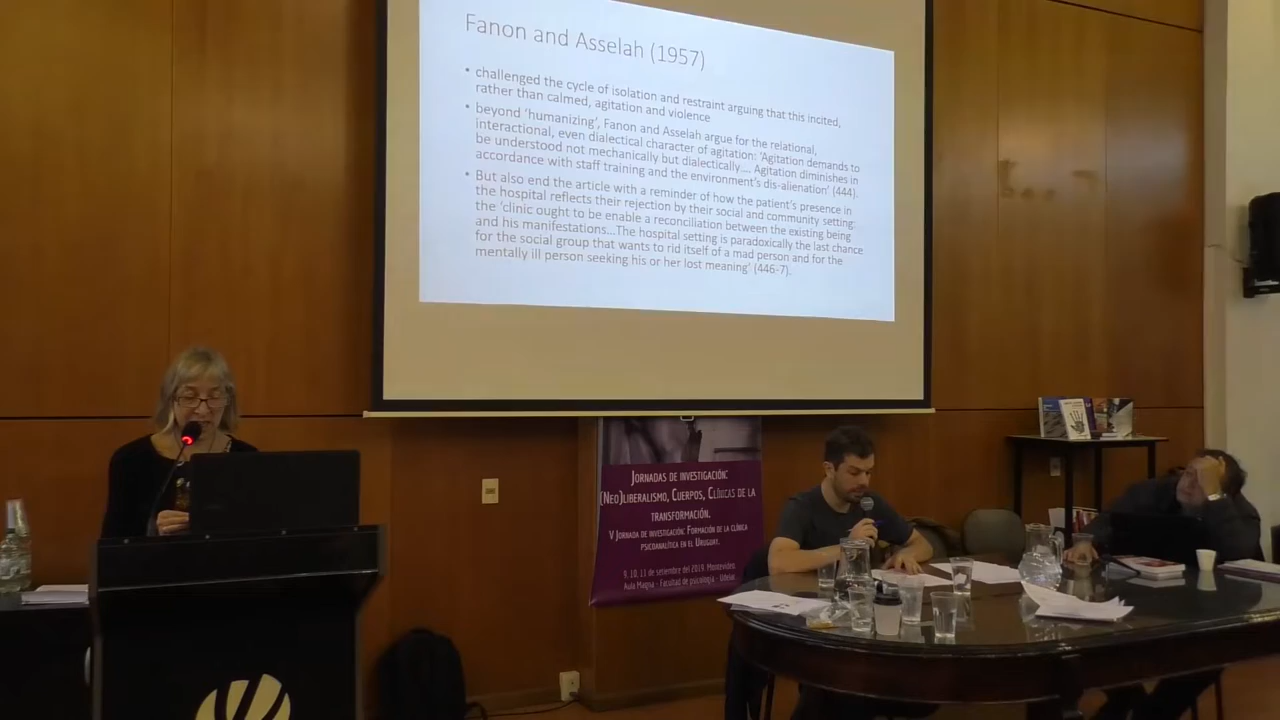 Fanon and Asselah (1957)
• challenged the cycle of isolation and restraint arguing that this incited,
rather than calmed, agitation and violence
• beyond 'humanizing', Fanon and Asselah argue for the relational,
interactional, even dialectical character of agitation: 'Agitation demands to
be understood not mechanically but dialectically.... Agitation diminishes in
accordance with staff training and the environment's dis-alienation' (444).
• But also end the article with a reminder of how the patient's presence in
the hospital reflects their rejection by their social and community setting:
the 'clinic ought to be enable a reconciliation between the existing being
and his manifestations...The hospital setting is paradoxically the last chance
for the social group that wants to rid itself of a mad person and for the
mentally ill person seeking his or her lost meaning' (446-7).
Jornadas de investigación:
(Neo)liberalismo, Cuerpos, Clínicas de la
transformación.
V Jornada de investigación: Formación de la clínica
psicoanalítica en el Uruguay.
9, 10, 11 de setiembre del 2019. Montevideo.
Aula Magna - Facultad de psicología - Udelar